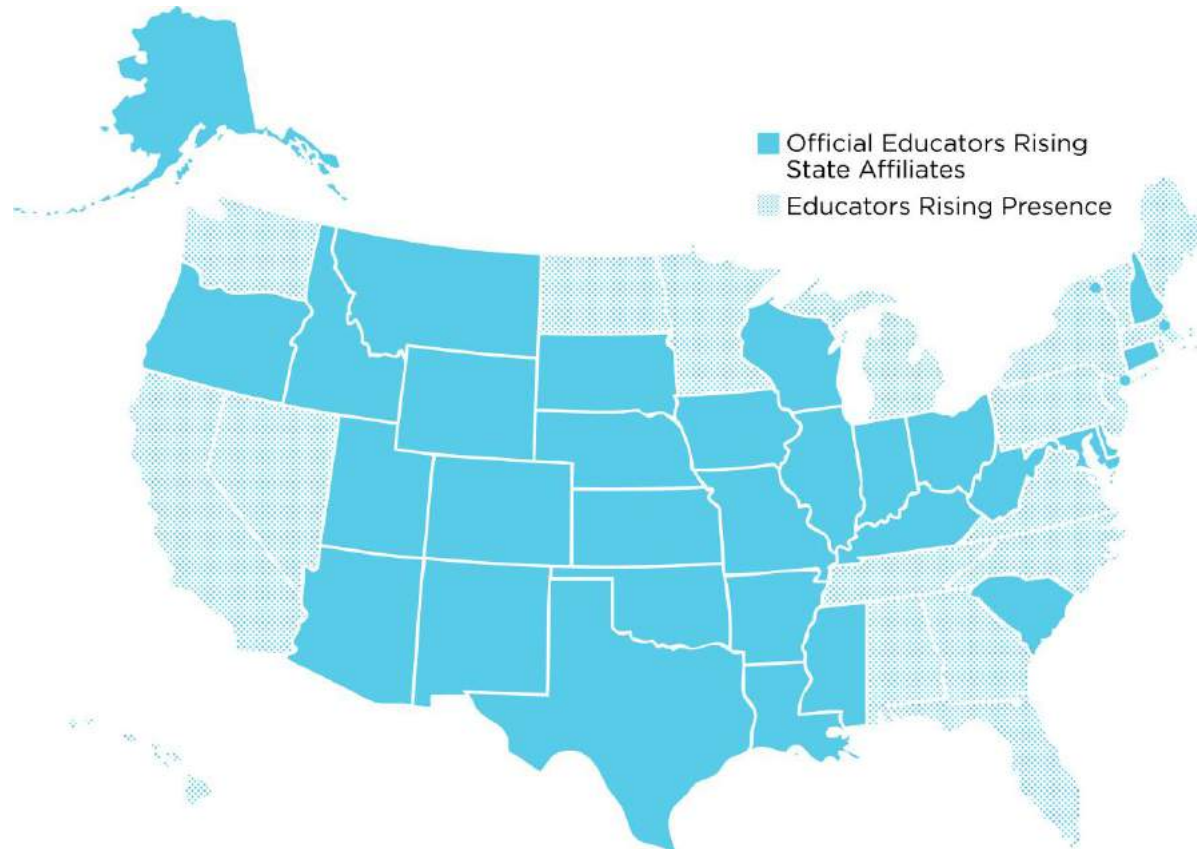 Official Educators Rising
State Affiliates
Educators Rising Presence